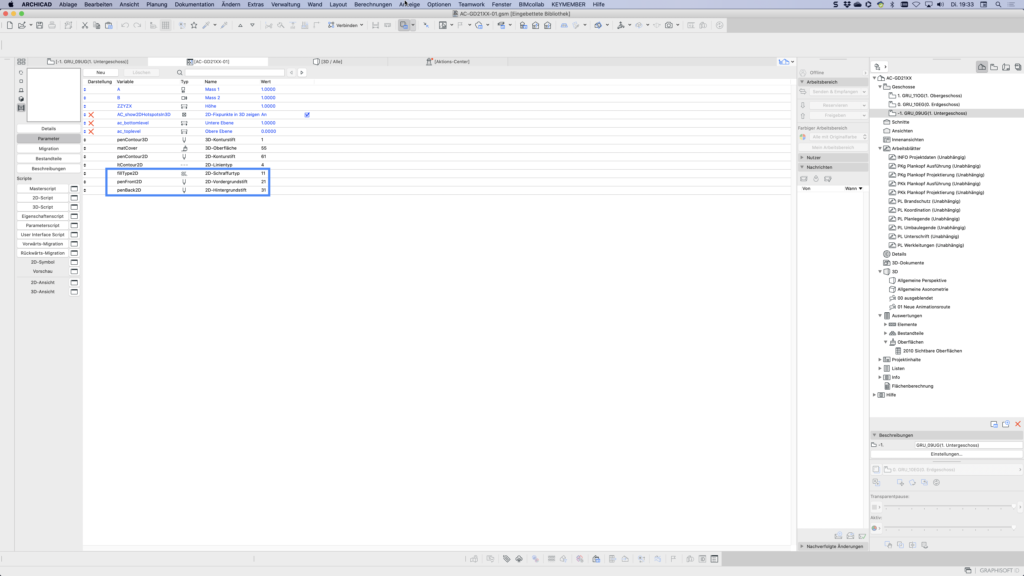 ARCHICAD Ablage Bearbeiten Ansicht Planung Dokumentation Ändern Extras Verwaltung Wand Layout Berechnungen Anzeige Optionen Teamwork Fenster BIMcollab KEYMEMBER Hilfe Di. 19:33
AC-GD21XX-01.gsm [Eingebettete Bibliothek]
Verbinden
[-1. GRU_09UG(1. Untergeschoss)] [AC-GD21XX-01] [3D / Alle] [Aktions-Center]
Neu Löschen
Darstellung Variable Typ Name Wert
A Mass 1 1.0000
B Mass 2 1.0000
ZZYZX Höhe 1.0000
AC_show2DHotspotsIn3D 2D-Fixpunkte in 3D zeigen An
ac_bottomlevel Untere Ebene 1.0000
ac_toplevel Obere Ebene 0.0000
penContour3D 3D-Konturstift 1
matCover 3D-Oberfläche 55
penContour2D 2D-Konturstift 81
ltContour2D 2D-Linientyp 4
fillType2D 2D-Schraffurtyp 11
penFront2D 2D-Vordergrundstift 21
penBack2D 2D-Hintergrundstift 31
Details
Parameter
Migration
Bestandteile
Beschreibungen
Scripts
Masterscript
2D-Script
3D-Script
Eigenschaftenscript
Parameterscript
User Interface Script
Vorwärts-Migration
Rückwärts-Migration
2D-Symbol
Vorschau
2D-Ansicht
3D-Ansicht
Offline
Arbeitsbereich
Senden & Empfangen
Reservieren
Freigeben
Farbiger Arbeitsbereich
Alle mit Originalfarbe
Mein Arbeitsbereich
Nutzer
Nachrichten
Von Wann
Nachverfolgte Änderungen
AC-GD21XX
Geschosse
1. GRU_11OG(1. Obergeschoss)
0. GRU_10EG(0. Erdgeschoss)
-1. GRU_09UG(1. Untergeschoss)
Schnitte
Ansichten
Innenansichten
Arbeitsblätter
INFO Projektdaten (Unabhängig)
PKg Plankopf Ausführung (Unabhängig)
PKg Plankopf Projektierung (Unabhängig)
PKk Plankopf Ausführung (Unabhängig)
PKk Plankopf Projektierung (Unabhängig)
PL Brandschutz (Unabhängig)
PL Koordination (Unabhängig)
PL Planlegende (Unabhängig)
PL Umbaulegende (Unabhängig)
PL Unterschrift (Unabhängig)
PL Werkleitungen (Unabhängig)
Details
3D-Dokumente
3D
Allgemeine Perspektive
Allgemeine Axonometrie
00 ausgeblendet
01 Neue Animationsroute
Auswertungen
Elemente
Bestandteile
Oberflächen
2010 Sichtbare Oberflächen
Projektinhalte
Listen
Info
Flächenberechnung
Hilfe
Beschreibungen
-1. GRU_09UG(1. Untergeschoss)
Einstellungen...
0. GRU_10EG(0. Erdgeschoss)
Transparentpause
Aktiv:
GRAPHISOFT